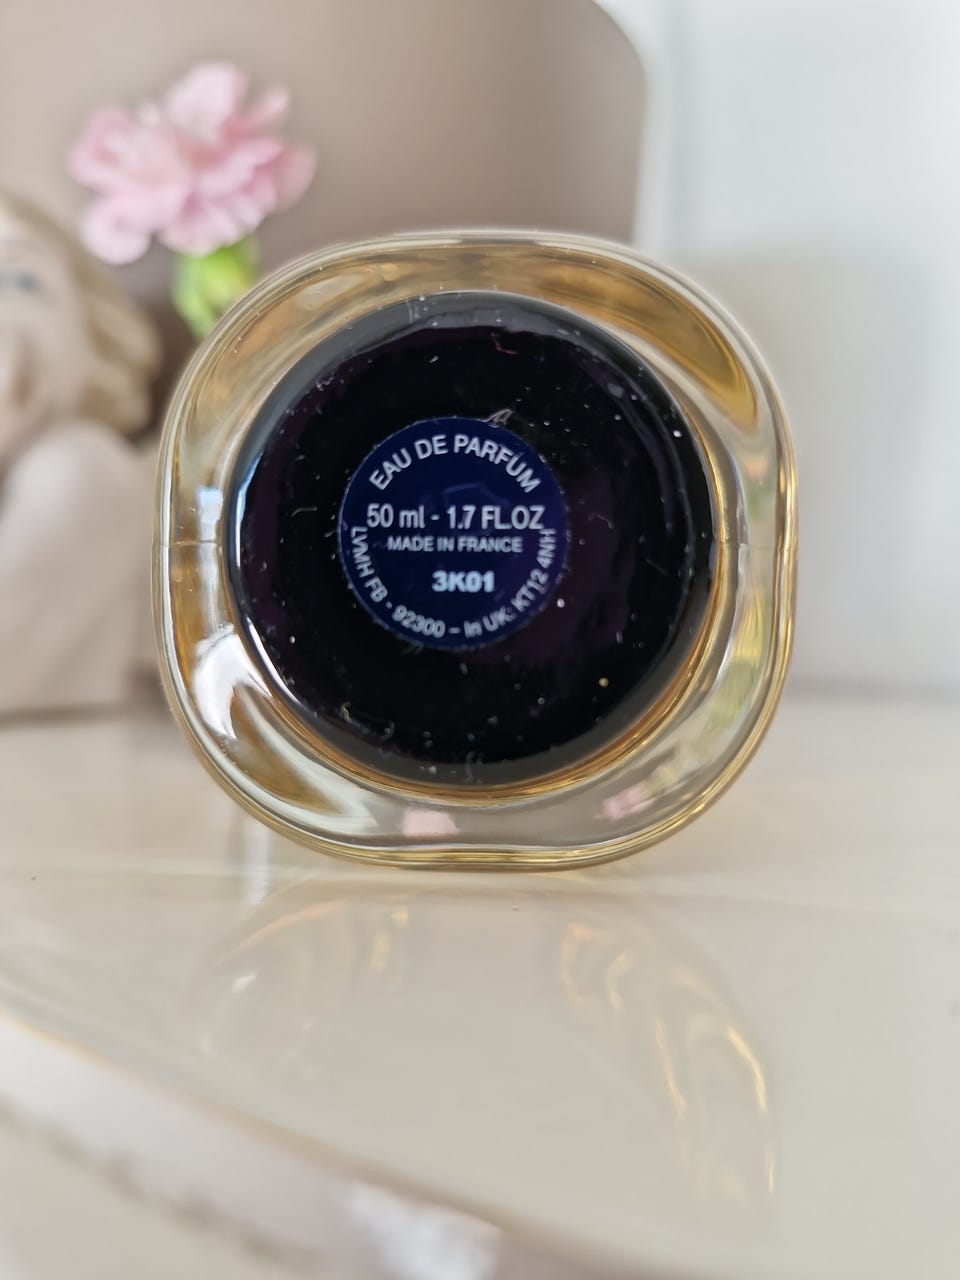 EAU DE PARFUM
50 ml - 1.7 FL.OZ
MADE IN FRANCE
3K01
LVMH FB - 92300 - In UK: KT12 4NH